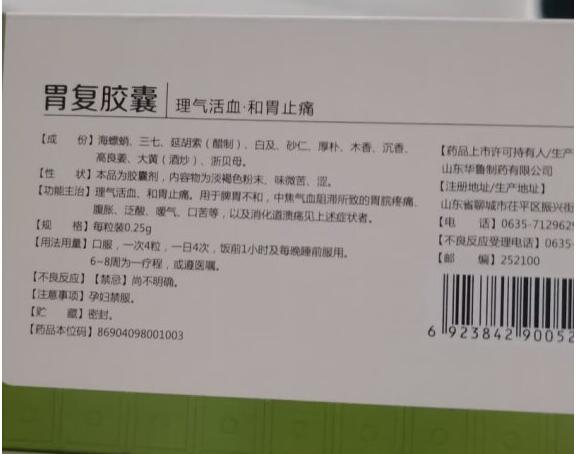 胃复胶囊 理气活血·和胃止痛
【成 份】海螵蛸、三七、延胡索（醋制）、白及、砂仁、厚朴、木香、沉香、
高良姜、大黄（酒炒）、浙贝母。
【性 状】本品为胶囊剂，内容物为淡褐色粉末、味微苦、涩。
【功能主治】理气活血、和胃止痛。用于脾胃不和，中焦气血阻滞所致的胃脘疼痛、
腹胀、泛酸、嗳气、口苦等，以及消化道溃疡见上述症状者。
【规 格】每粒装0.25g
【用法用量】口服，一次4粒，一日4次，饭前1小时及每晚睡前服用。
6~8周为一疗程，或遵医嘱。
【不良反应】【禁忌】尚不明确。
【注意事项】孕妇禁服。
【贮 藏】密封。
【药品本位码】86904098001003
【药品上市许可持有人/生产
山东华鲁制药有限公司
【注册地址/生产地址】
山东省聊城市茌平区振兴街
【电 话】0635-7129629
【不良反应受理电话】0635-
【邮 编】252100
6 923842 90052